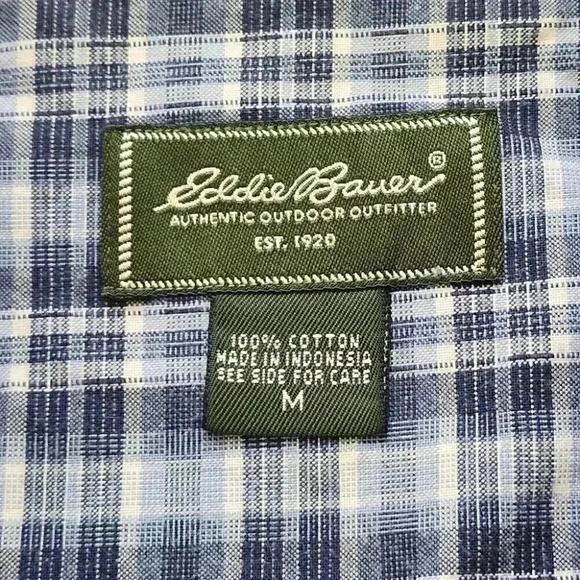 Eddie Bauer®
AUTHENTIC OUTDOOR OUTFITTER
EST. 1920
100% COTTON
MADE IN INDONESIA
SEE SIDE FOR CARE
M